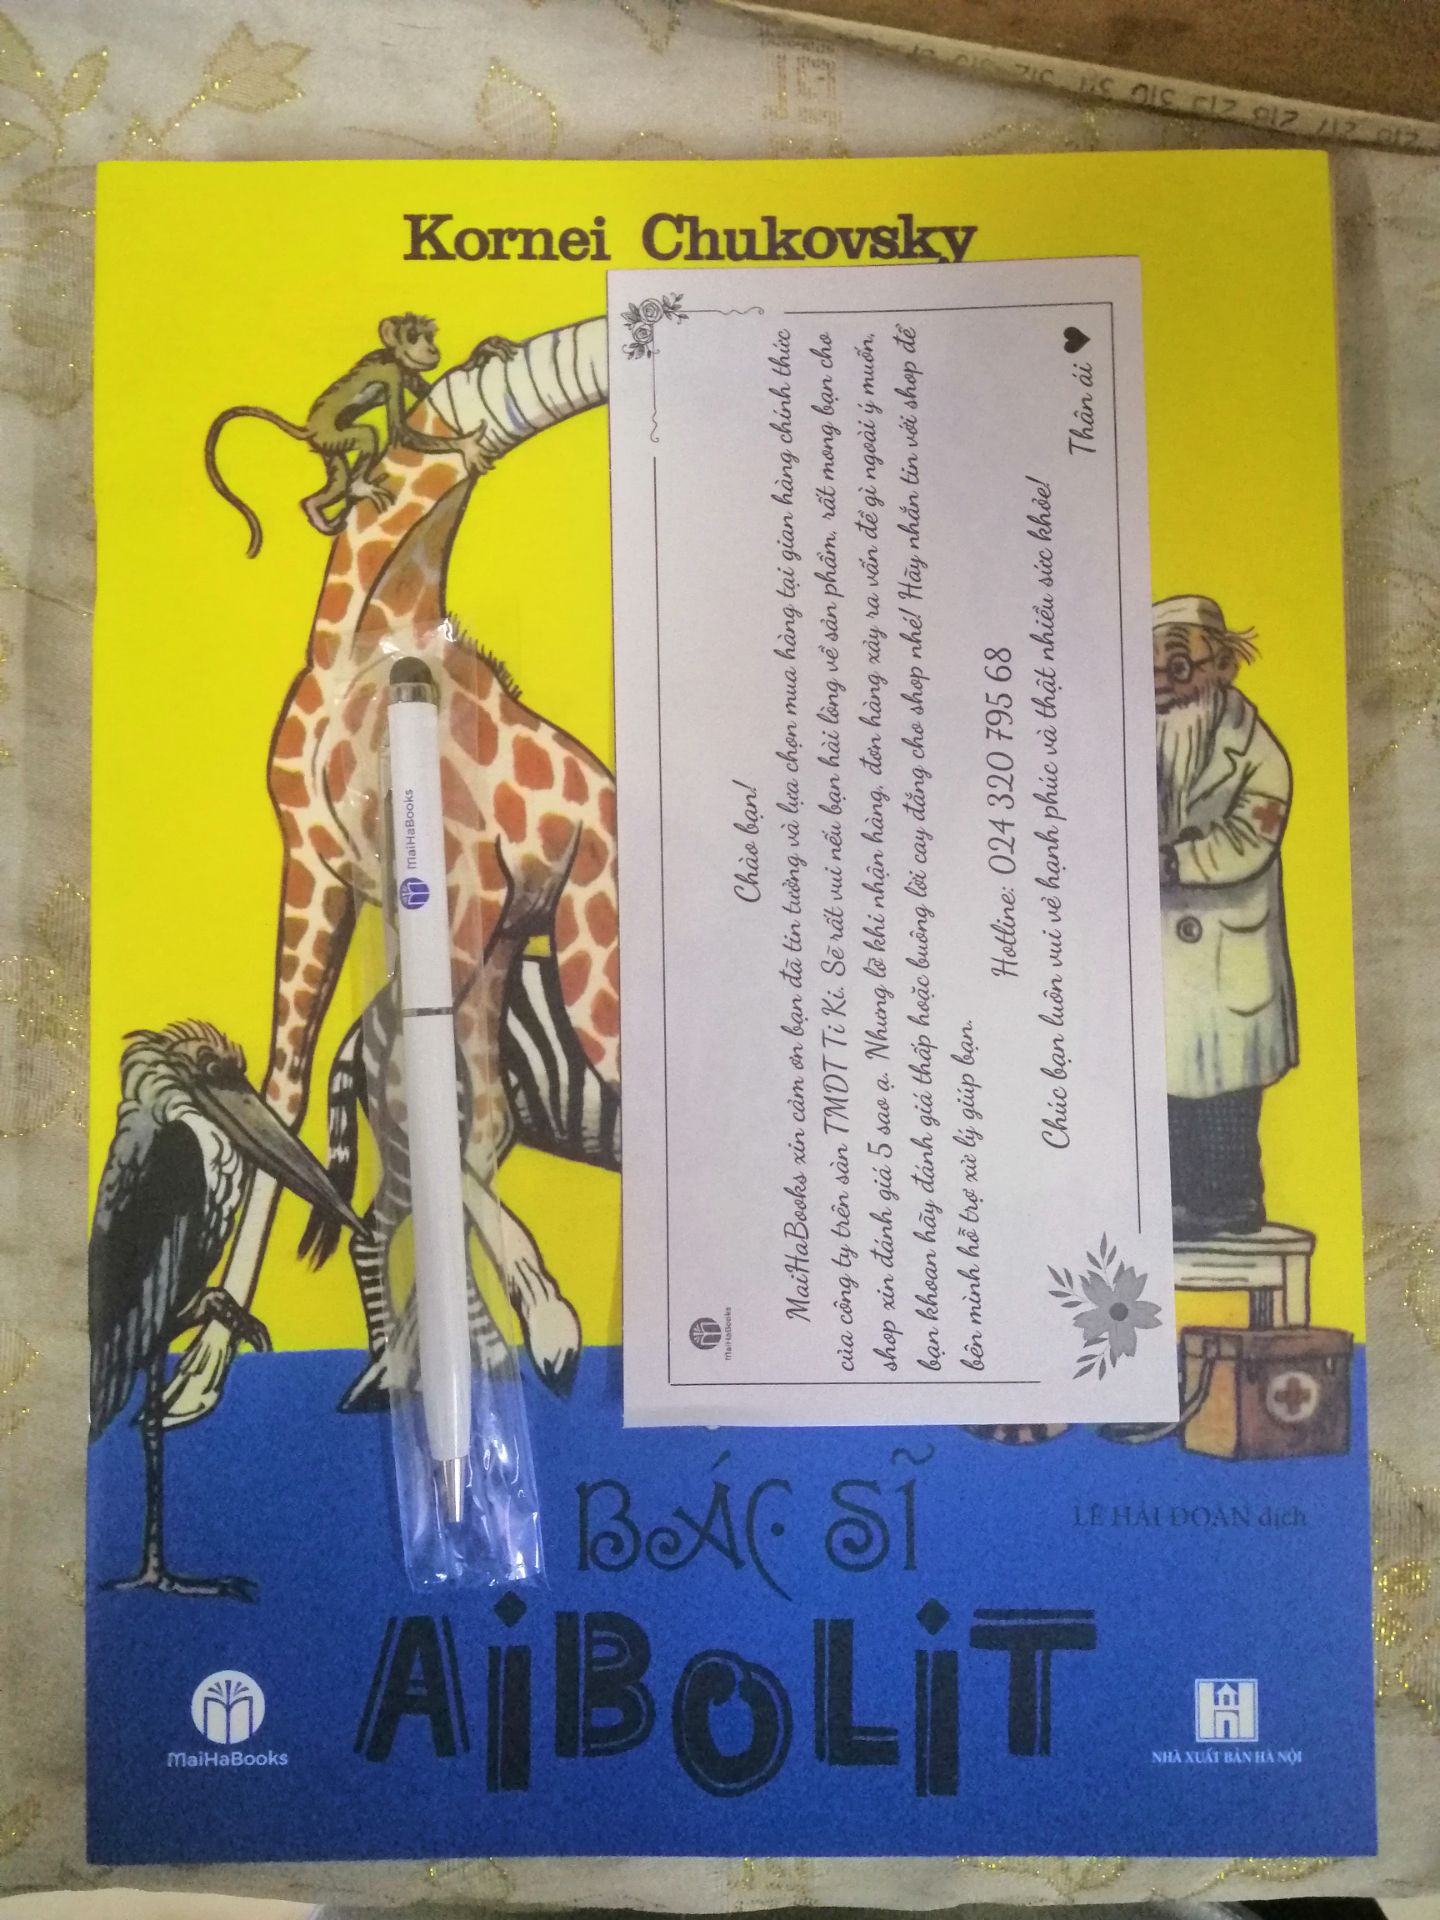 Kornei Chukovsky
MaiHaBooks
MaiHaBooks
Chào bạn!
MaiHaBooks xin cảm ơn bạn đã tin tưởng và lựa chọn mua hàng tại gian hàng chính thức
của công ty trên sàn TMDT Ti Ki. Sẽ rất vui nếu bạn hài lòng về sản phẩm, rất mong bạn cho
shop xin đánh giá 5 sao ạ. Nhưng lỡ khi nhận hàng, đơn hàng xảy ra vấn đề gì ngoài ý muốn,
bạn khoan hãy đánh giá thấp hoặc buông lời cay đắng cho shop nhé! Hãy nhắn tin với shop để
bên mình hỗ trợ xử lý giúp bạn.
Hotline: 024 320 795 68
Chúc bạn luôn vui vẻ hạnh phúc và thật nhiều sức khỏe!
Thân ái
BÁC SĨ
LÊ HẢI ĐOÀN dịch
AiBOLiT
MaiHaBooks
NHÀ XUẤT BẢN HÀ NỘI